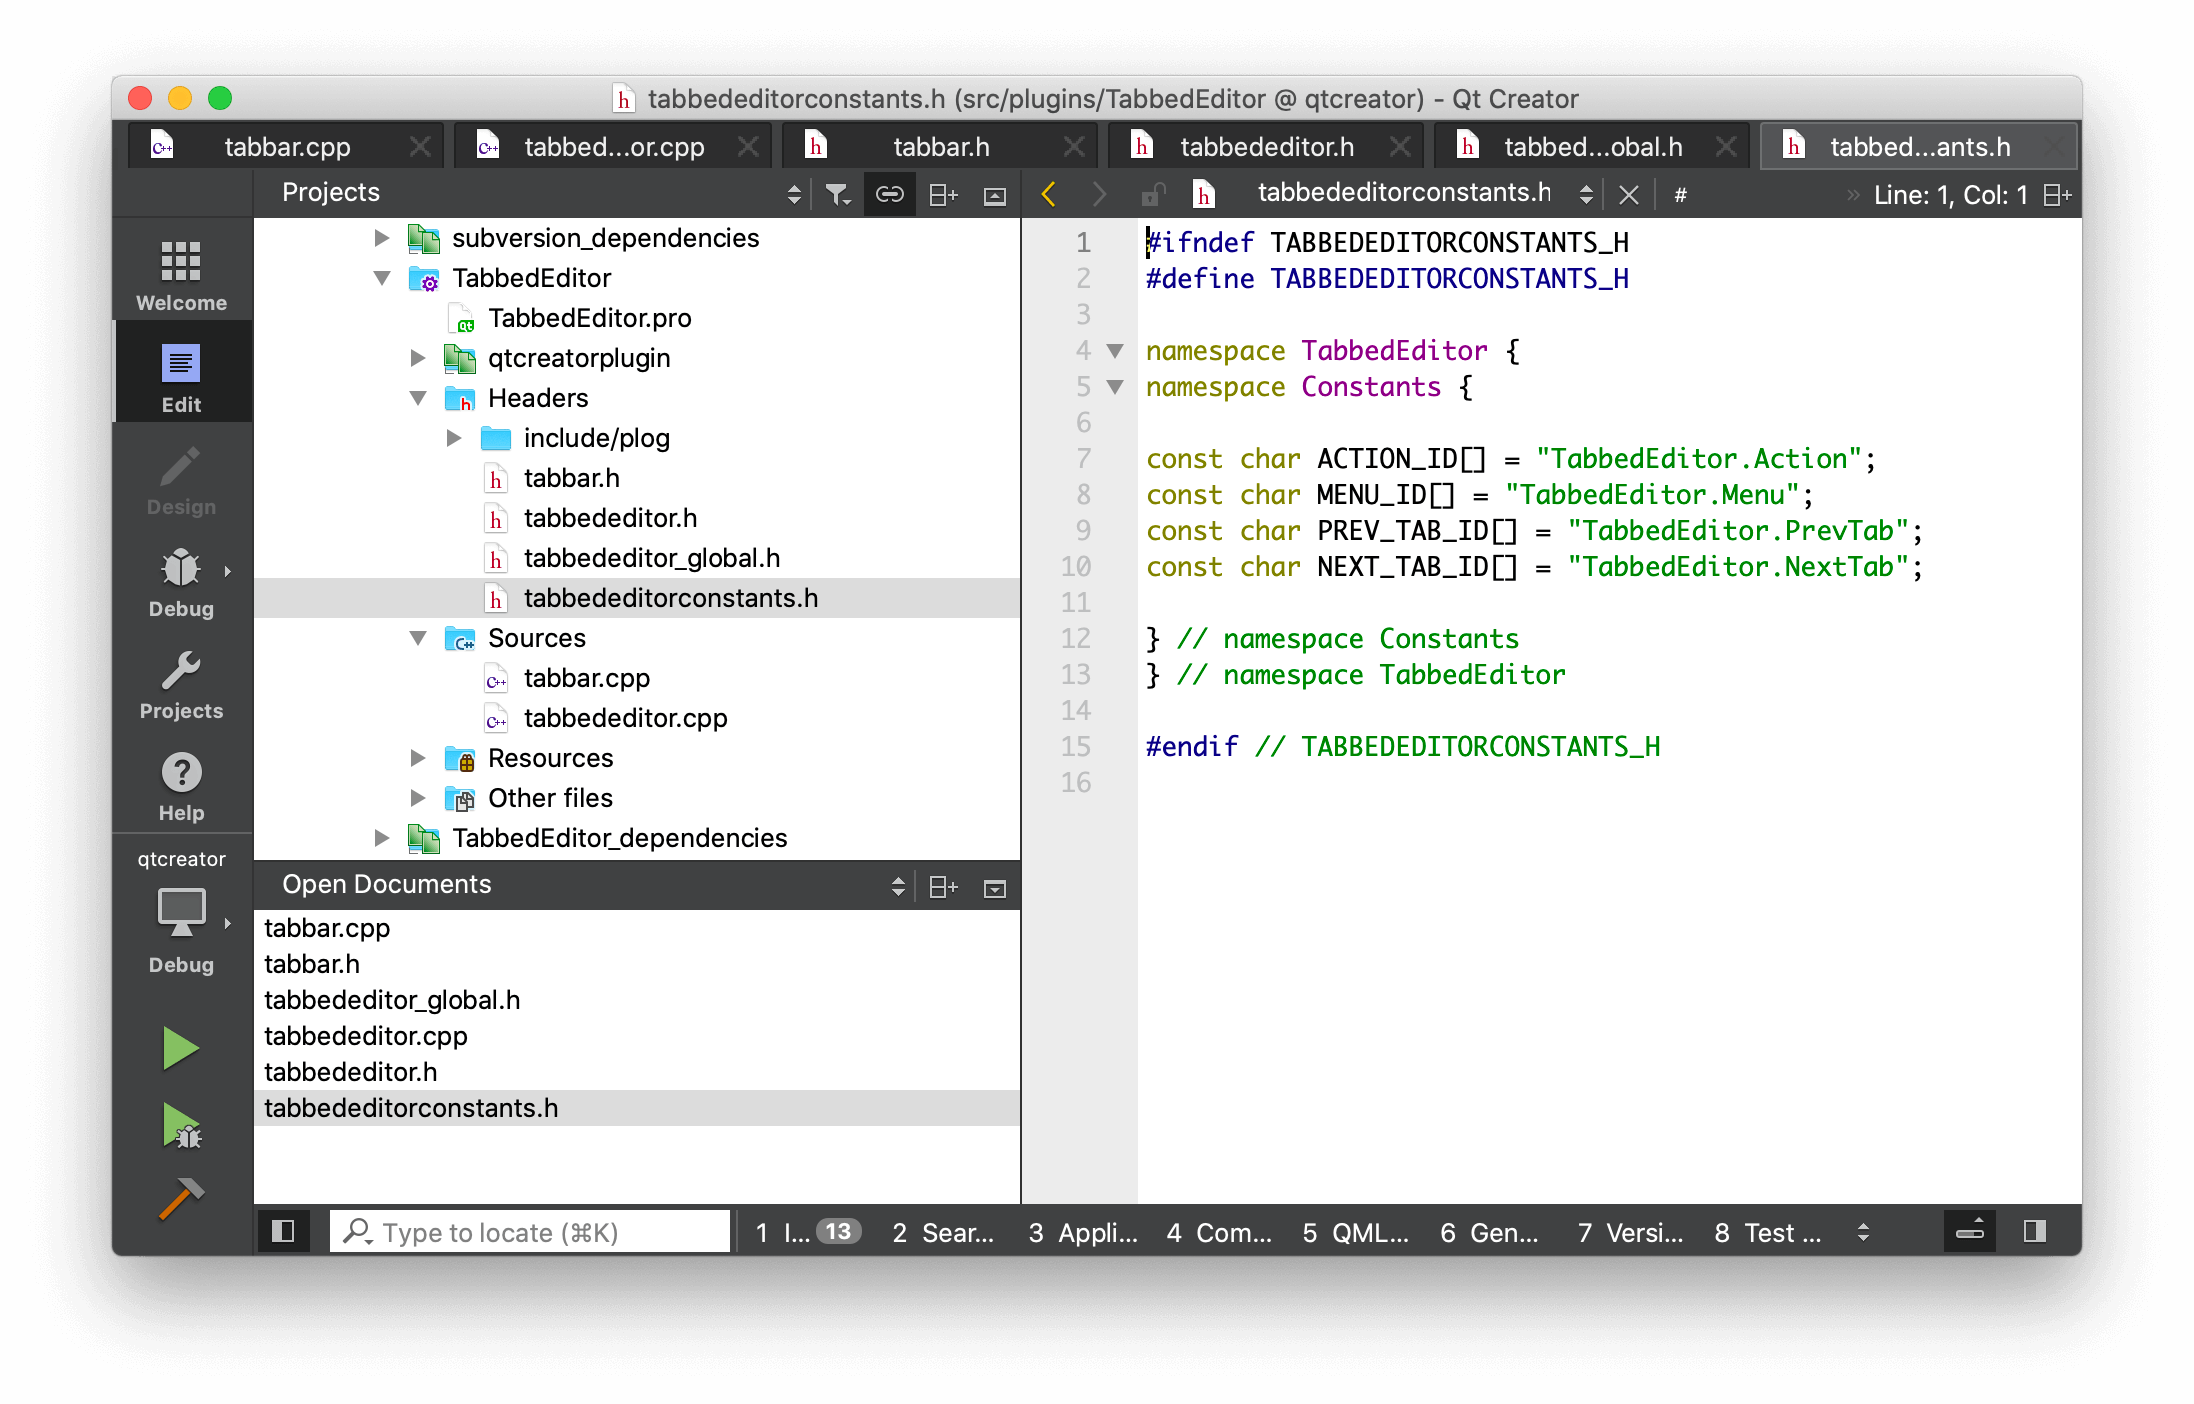 tabbededitorconstants.h (src/plugins/TabbedEditor @ qtcreator) - Qt Creator
tabbar.cpp
tabbed...or.cpp
tabbar.h
tabbededitor.h
tabbed...obal.h
tabbed...ants.h
Projects
tabbededitorconstants.h
#
» Line: 1, Col: 1
Welcome
Edit
Design
Debug
Projects
Help
qtcreator
Debug
subversion_dependencies
TabbedEditor
TabbedEditor.pro
qtcreatorplugin
Headers
include/plog
tabbar.h
tabbededitor.h
tabbededitor_global.h
tabbededitorconstants.h
Sources
tabbar.cpp
tabbededitor.cpp
Resources
Other files
TabbedEditor_dependencies
Open Documents
tabbar.cpp
tabbar.h
tabbededitor_global.h
tabbededitor.cpp
tabbededitor.h
tabbededitorconstants.h
1 #ifndef TABBEDEDITORCONSTANTS_H
2 #define TABBEDEDITORCONSTANTS_H
3
4 namespace TabbedEditor {
5 namespace Constants {
6
7 const char ACTION_ID[] = "TabbedEditor.Action";
8 const char MENU_ID[] = "TabbedEditor.Menu";
9 const char PREV_TAB_ID[] = "TabbedEditor.PrevTab";
10 const char NEXT_TAB_ID[] = "TabbedEditor.NextTab";
11
12 } // namespace Constants
13 } // namespace TabbedEditor
14
15 #endif // TABBEDEDITORCONSTANTS_H
16
Type to locate (⌘K)
1 I... 13
2 Sear...
3 Appli...
4 Com...
5 QML...
6 Gen...
7 Versi...
8 Test ...